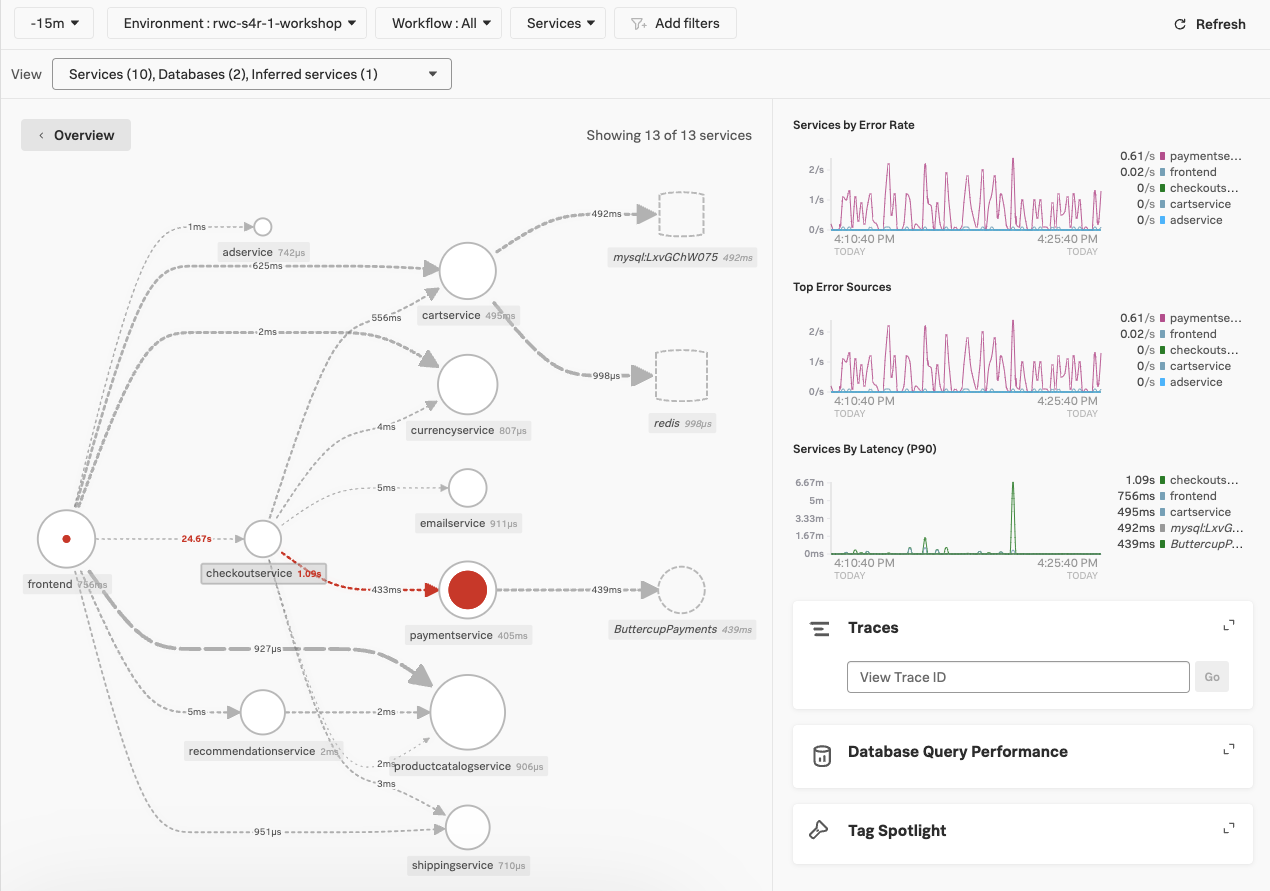 -15m Environment : rwc-s4r-1-workshop Workflow : All Services Add filters Refresh
View Services (10), Databases (2), Inferred services (1)
Overview
Showing 13 of 13 services
1ms
adservice 742µs
625ms
492ms
mysql:LxvGChW075 492ms
556ms
cartservice 495ms
2ms
998µs
redis 998µs
4ms
currencyservice 807µs
5ms
emailservice 911µs
24.67s
frontend 756ms
checkoutservice 1.09s
433ms
paymentservice 405ms
439ms
ButtercupPayments 439ms
927µs
5ms
recommendationservice 2ms
2ms
2ms
productcatalogservice 906µs
3ms
951µs
shippingservice 710µs
Services by Error Rate
2/s
1/s
0/s
4:10:40 PM
TODAY
4:25:40 PM
TODAY
0.61/s paymentse...
0.02/s frontend
0/s checkouts...
0/s cartservice
0/s adservice
Top Error Sources
2/s
1/s
0/s
4:10:40 PM
TODAY
4:25:40 PM
TODAY
0.61/s paymentse...
0.02/s frontend
0/s checkouts...
0/s cartservice
0/s adservice
Services By Latency (P90)
6.67m
5m
3.33m
1.67m
0ms
4:10:40 PM
TODAY
4:25:40 PM
TODAY
1.09s checkouts...
756ms frontend
495ms cartservice
492ms mysql:LxvG...
439ms ButtercupP...
Traces
View Trace ID Go
Database Query Performance
Tag Spotlight